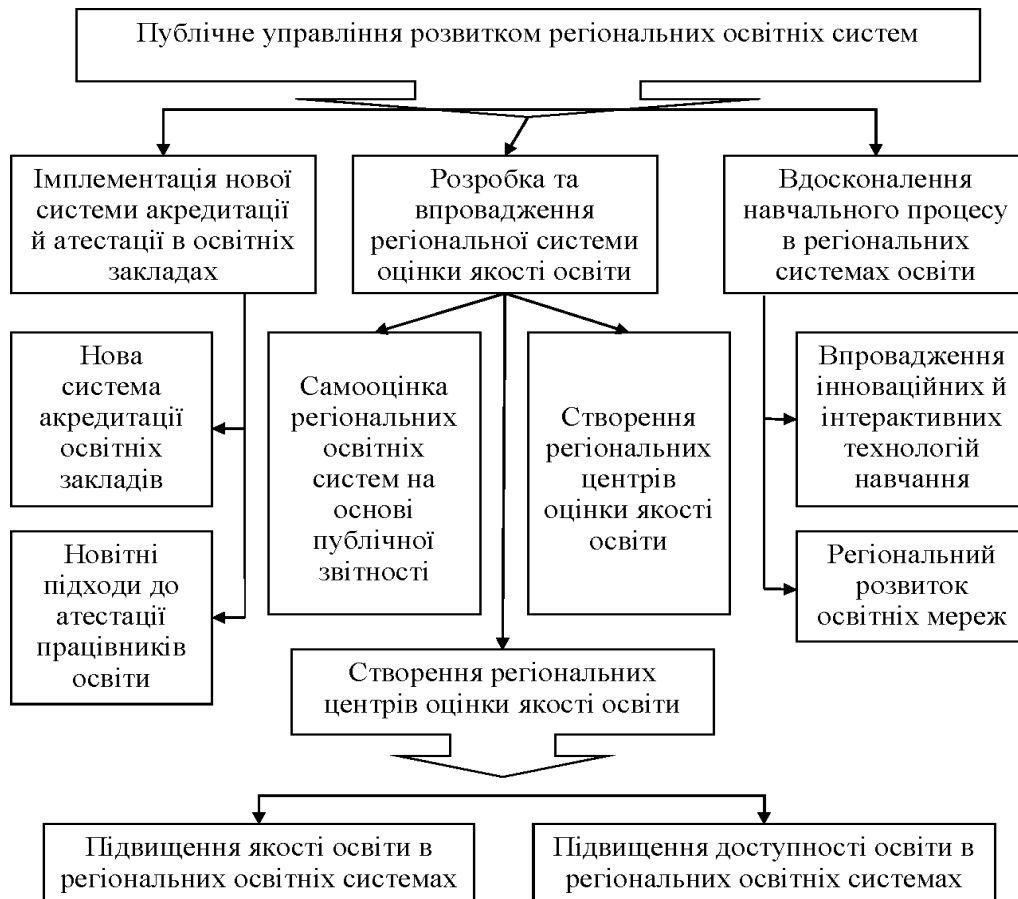 Публічне управління розвитком регіональних освітніх систем
Імплементація нової
системи акредитації
й атестації в освітніх
закладах
Розробка та
впровадження
регіональної системи
оцінки якості освіти
Вдосконалення
навчального процесу
в регіональних
системах освіти
Нова
система
акредитації
освітніх
закладів
Новітні
підходи до
атестації
працівників
освіти
Самооцінка
регіональних
освітніх
систем на
основі
публічної
звітності
Створення
регіональних
центрів
оцінки якості
освіти
Впровадження
інноваційних й
інтерактивних
технологій
навчання
Регіональний
розвиток
освітніх мереж
Створення регіональних
центрів оцінки якості освіти
Підвищення якості освіти в
регіональних освітніх системах
Підвищення доступності освіти в
регіональних освітніх системах